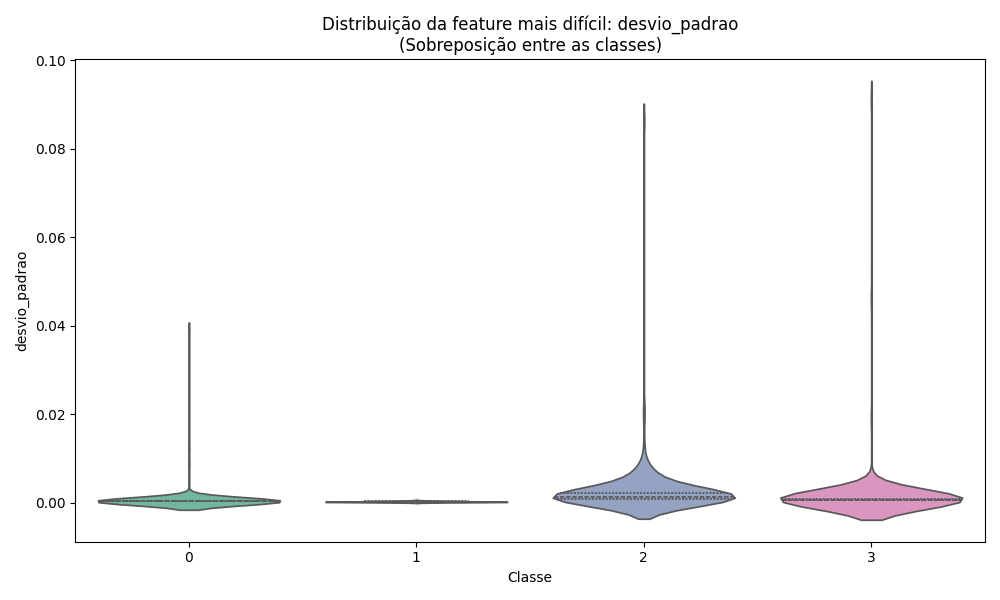 Distribuição da feature mais difícil: desvio_padrao
(Sobreposição entre as classes)
0.10
0.08
0.06
0.04
0.02
0.00
desvio_padrao
0 1 2 3
Classe